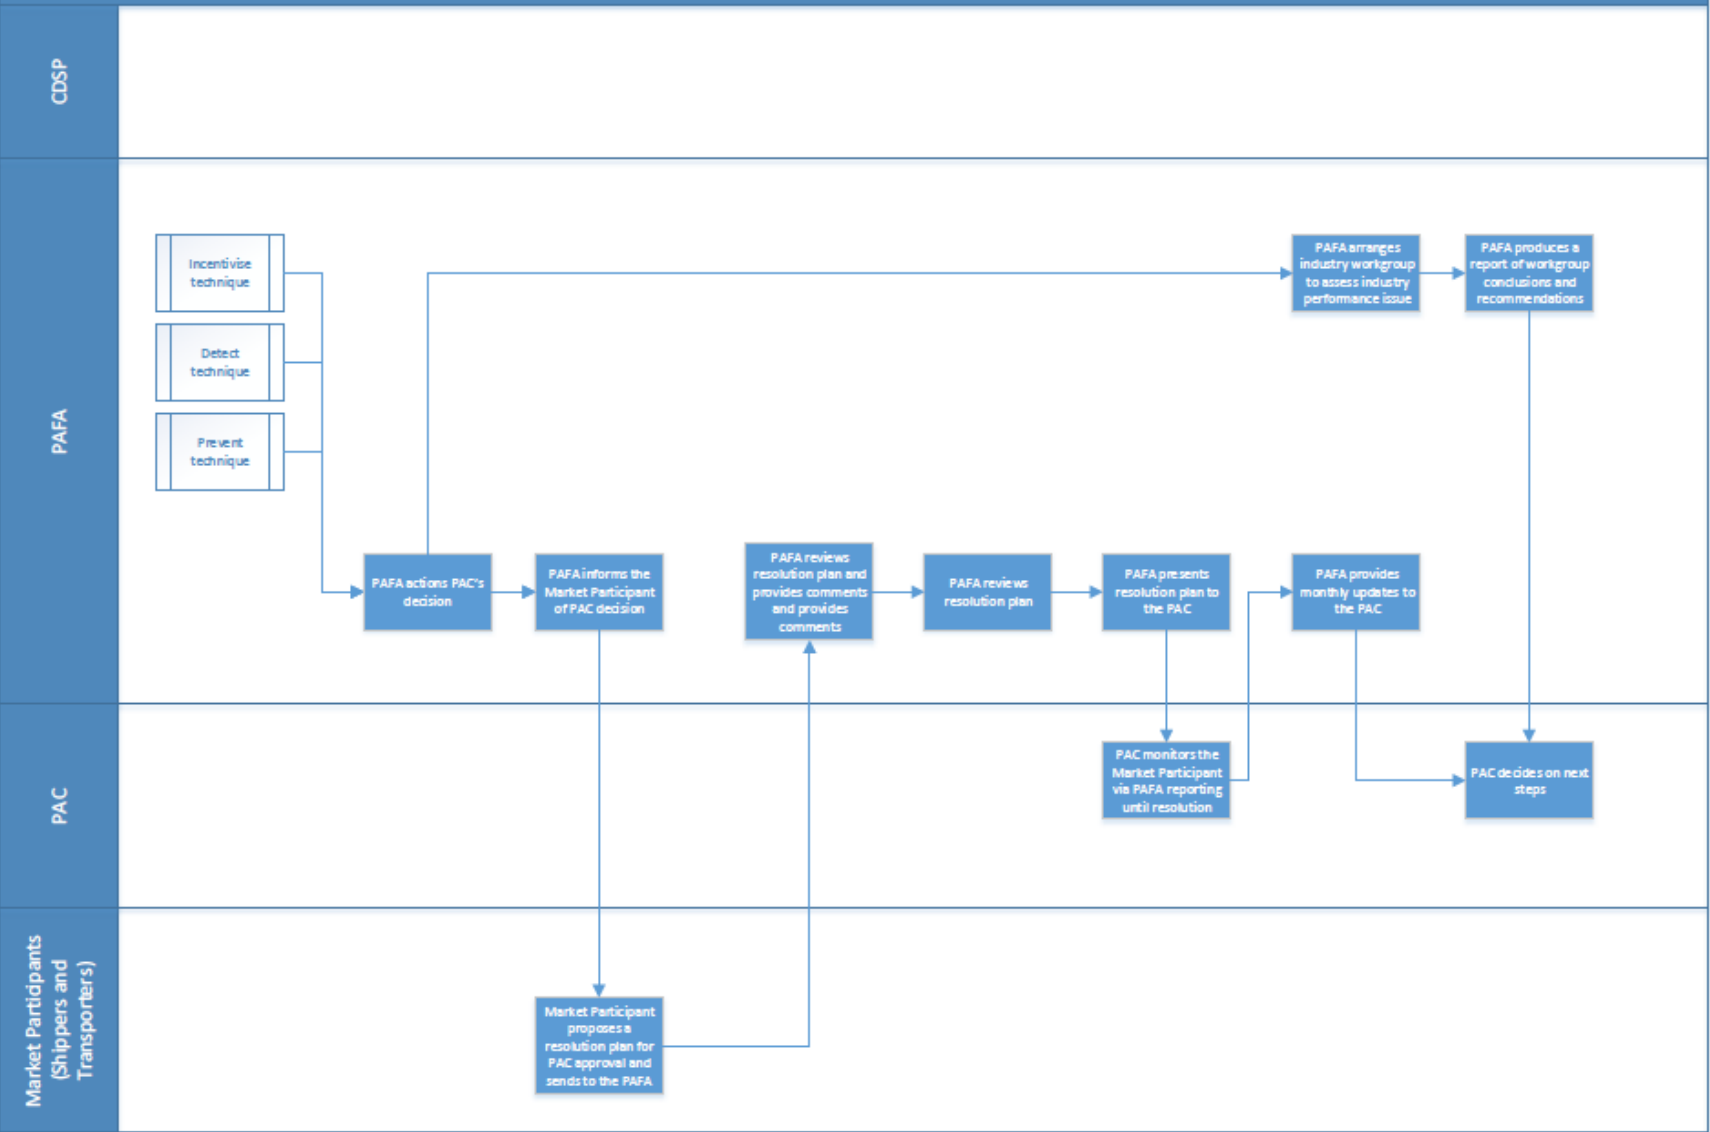 CDSP
PAFA
PAC
Market Participants
(Shippers and
Transporters)
Incentivise
technique
Detect
technique
Prevent
technique
PAFA arranges
industry workgroup
to assess industry
performance issue
PAFA produces a
report of workgroup
conclusions and
recommendations
PAFA actions PAC's
decision
PAFA informs the
Market Participant
of PAC decision
PAFA reviews
resolution plan and
provides comments
and provides
comments
PAFA reviews
resolution plan
PAFA presents
resolution plan to
the PAC
PAFA provides
monthly updates to
the PAC
PAC monitors the
Market Participant
via PAFA reporting
until resolution
PAC decides on next
steps
Market Participant
proposes a
resolution plan for
PAC approval and
sends to the PAFA